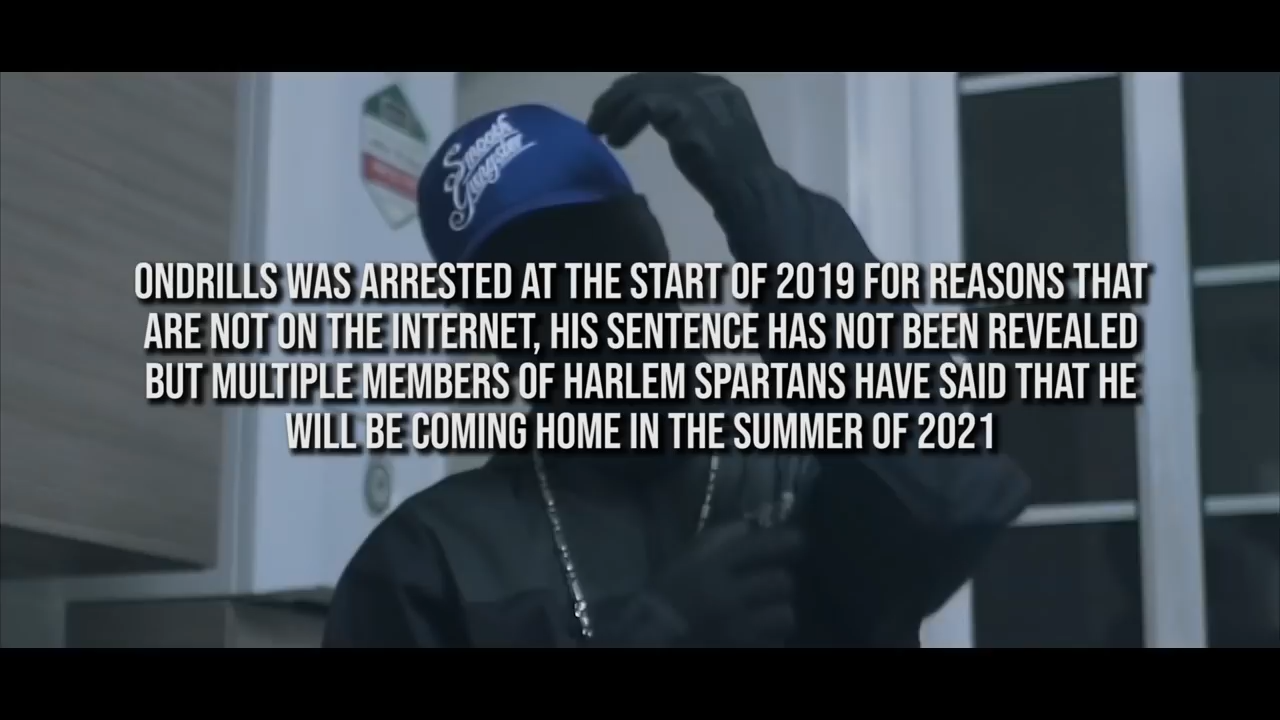 Smooth
Gangster
ONDRILLS WAS ARRESTED AT THE START OF 2019 FOR REASONS THAT
ARE NOT ON THE INTERNET, HIS SENTENCE HAS NOT BEEN REVEALED
BUT MULTIPLE MEMBERS OF HARLEM SPARTANS HAVE SAID THAT HE
WILL BE COMING HOME IN THE SUMMER OF 2021